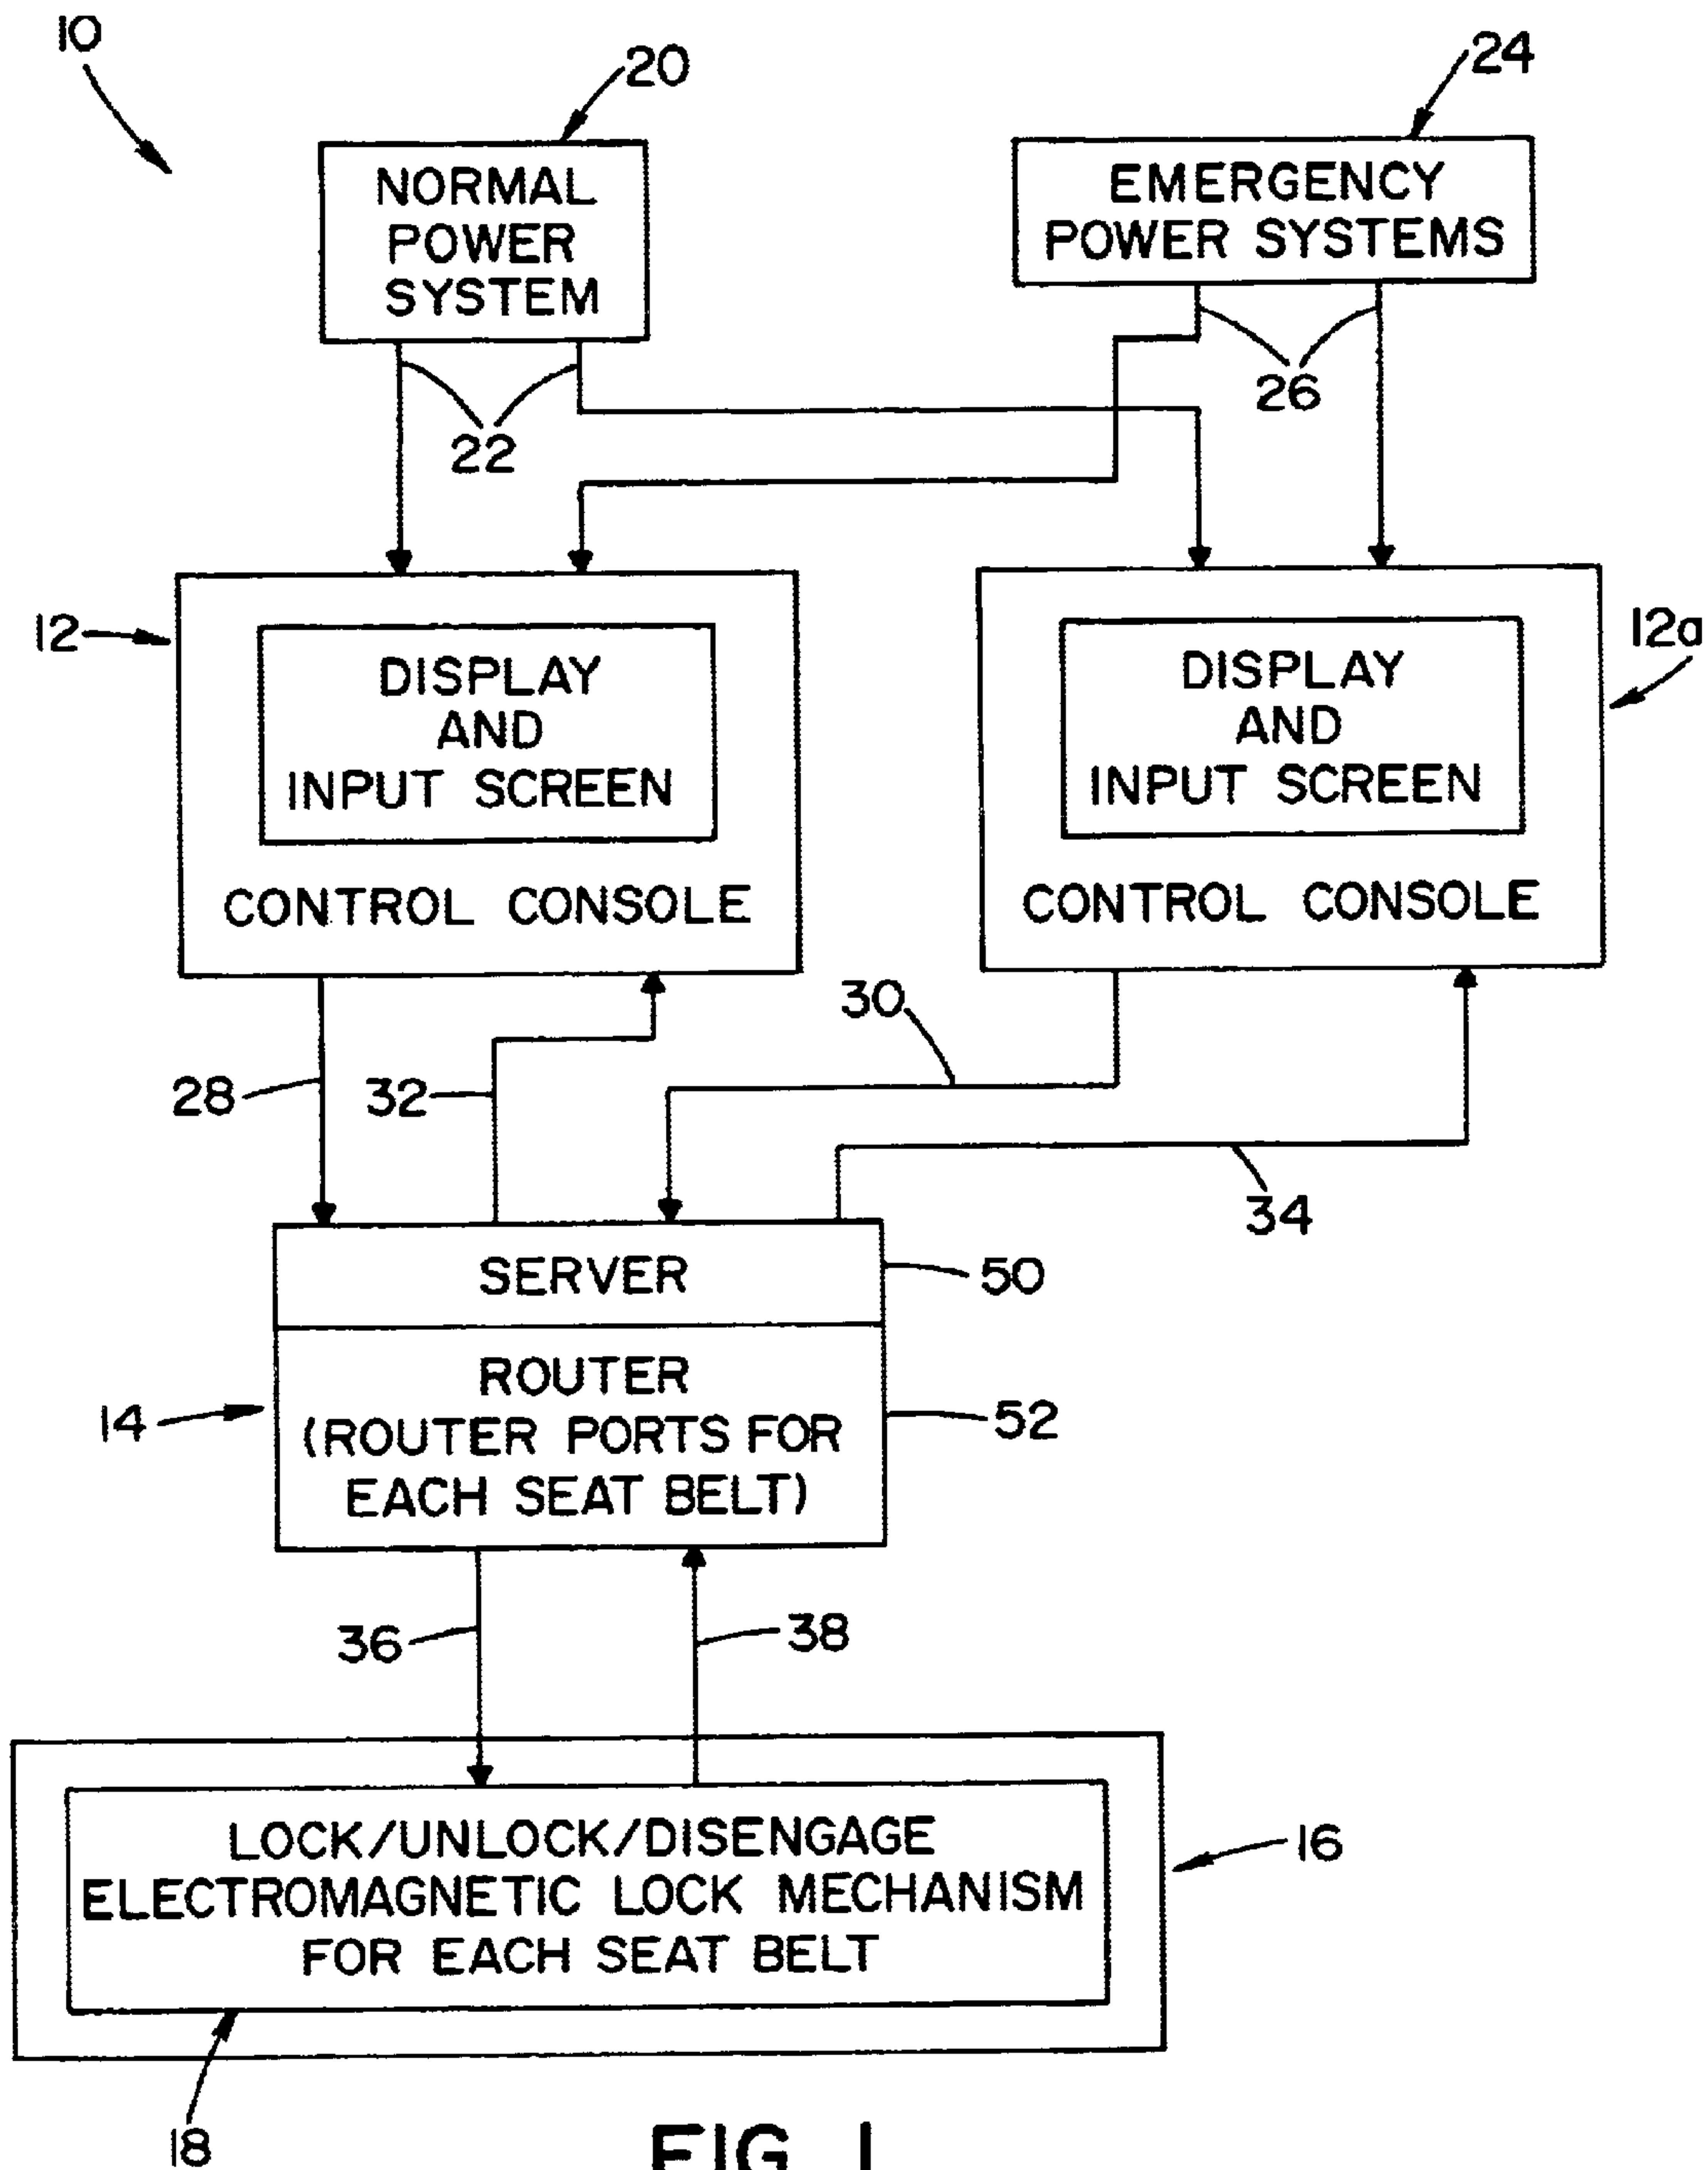 10
20
24
NORMAL
POWER
SYSTEM
EMERGENCY
POWER SYSTEMS
22
26
12
DISPLAY
AND
INPUT SCREEN
CONTROL CONSOLE
12a
DISPLAY
AND
INPUT SCREEN
CONTROL CONSOLE
28
32
30
34
SERVER
50
14
ROUTER
(ROUTER PORTS FOR
EACH SEAT BELT)
52
36
38
LOCK/UNLOCK/DISENGAGE
ELECTROMAGNETIC LOCK MECHANISM
FOR EACH SEAT BELT
16
18
FIG. 1